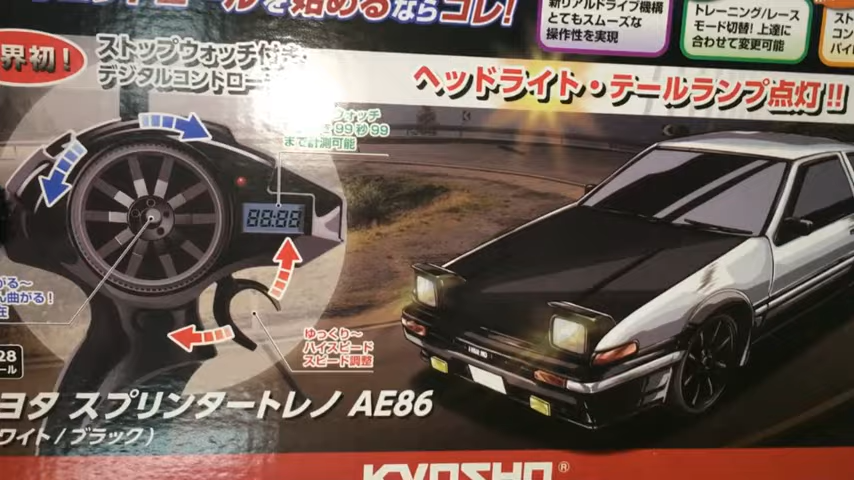 を始めるならコレ!
新リアルドライブ機構
とてもスムーズな
操作性を実現
トレーニング/レース
モード切替! 上達に
合わせて変更可能
界初!
ストップウォッチ付き
デジタルコントロー
ヘッドライト・テールランプ点灯!!
ウォッチ
99秒99
まで計測可能
88:88
曲がる!
在
ゆっくり〜
ハイスピード
スピード調整
28
ール
ヨタ スプリンタートレノ AE86
ワイト/ブラック)
KYOSHO®